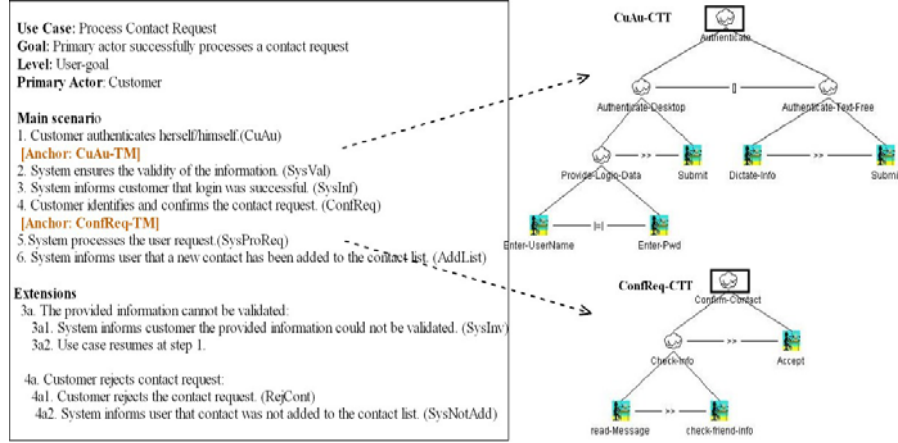 Use Case: Process Contact Request
Goal: Primary actor successfully processes a contact request
Level: User-goal
Primary Actor: Customer
Main scenario
1. Customer authenticates herself/himself.(CuAu)
[Anchor: CuAu-TM]
2. System ensures the validity of the information. (SysVal)
3. System informs customer that login was successful. (SysInf)
4. Customer identifies and confirms the contact request. (ConfReq)
[Anchor: ConfReq-TM]
5.System processes the user request.(SysProReq)
6. System informs user that a new contact has been added to the contact list. (AddList)
Extensions
3a. The provided information cannot be validated:
3a1. System informs customer the provided information could not be validated. (SysInv)
3a2. Use case resumes at step 1.
4a. Customer rejects contact request:
4a1. Customer rejects the contact request. (RejCont)
4a2. System informs user that contact was not added to the contact list. (SysNotAdd)
CuAu-CTT
Authenticate
[]
Authenticate-Desktop
Authenticate-Text-Free
>>
>>
Provide-Login-Data
Submit
Dictate-Info
Submi
|=|
Enter-UserName
Enter-Pwd
ConfReq-CTT
Confirm-Contact
>>
Check-Info
Accept
>>
read-Message
check-friend-info